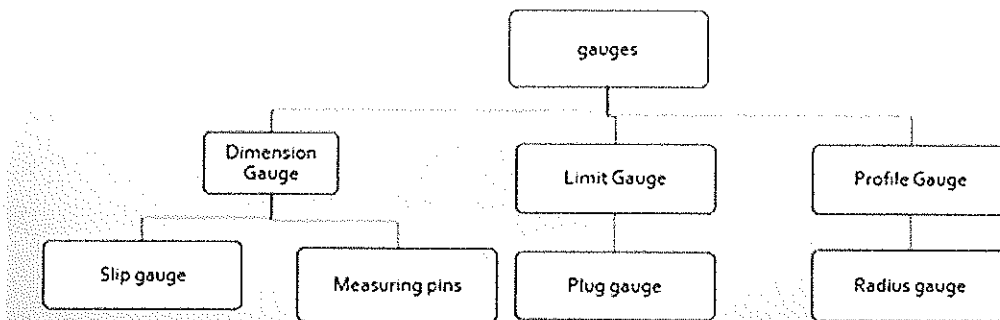 gauges
Dimension
Gauge
Limit Gauge
Profile Gauge
Slip gauge
Measuring pins
Plug gauge
Radius gauge